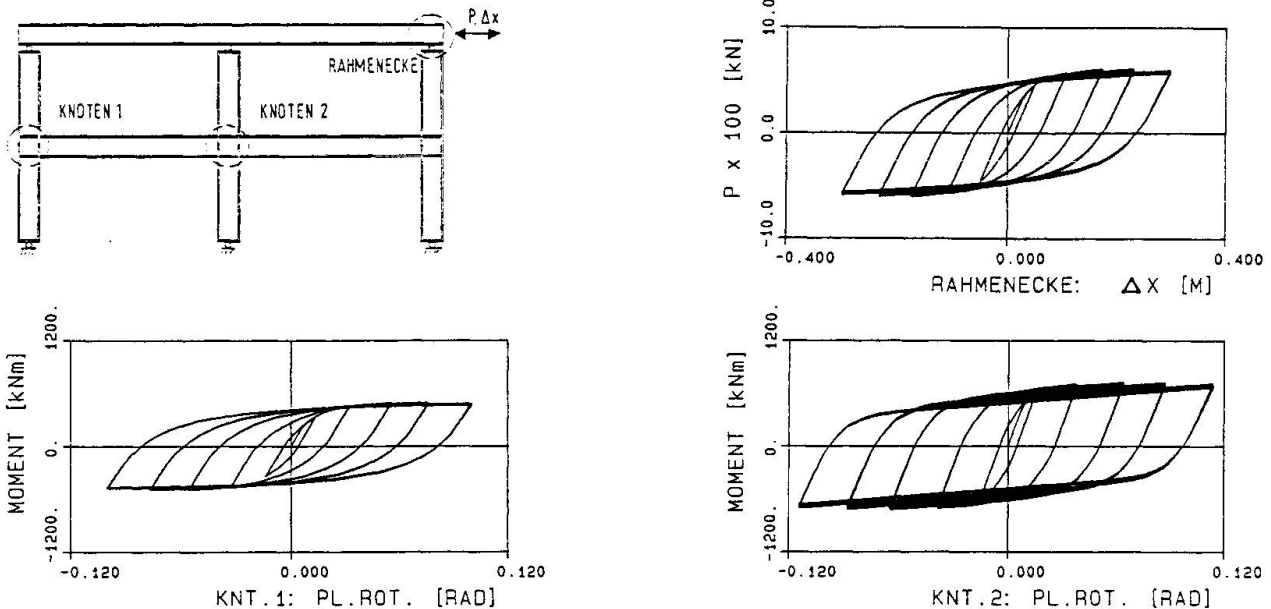 P, Δx
RAHMENECKE
KNOTEN 1
KNOTEN 2
10.0
P x 100 [kN]
0.0
-10.0
-0.400
0.000
0.400
RAHMENECKE: ΔX [M]
1200.
MOMENT [kNm]
0.
-1200.
-0.120
0.000
0.120
KNT.1: PL.ROT. [RAD]
1200.
MOMENT [kNm]
0.
-1200.
-0.120
0.000
0.120
KNT.2: PL.ROT. [RAD]